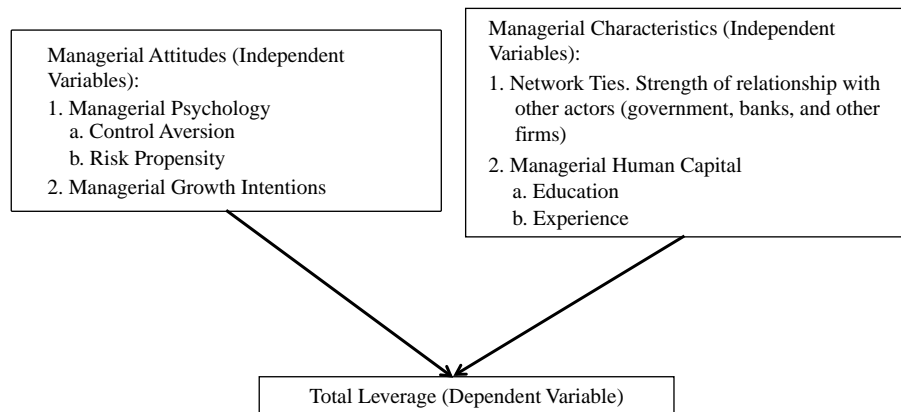 Managerial Attitudes (Independent
Variables):
1. Managerial Psychology
a. Control Aversion
b. Risk Propensity
2. Managerial Growth Intentions
Managerial Characteristics (Independent
Variables):
1. Network Ties. Strength of relationship with
other actors (government, banks, and other
firms)
2. Managerial Human Capital
a. Education
b. Experience
Total Leverage (Dependent Variable)